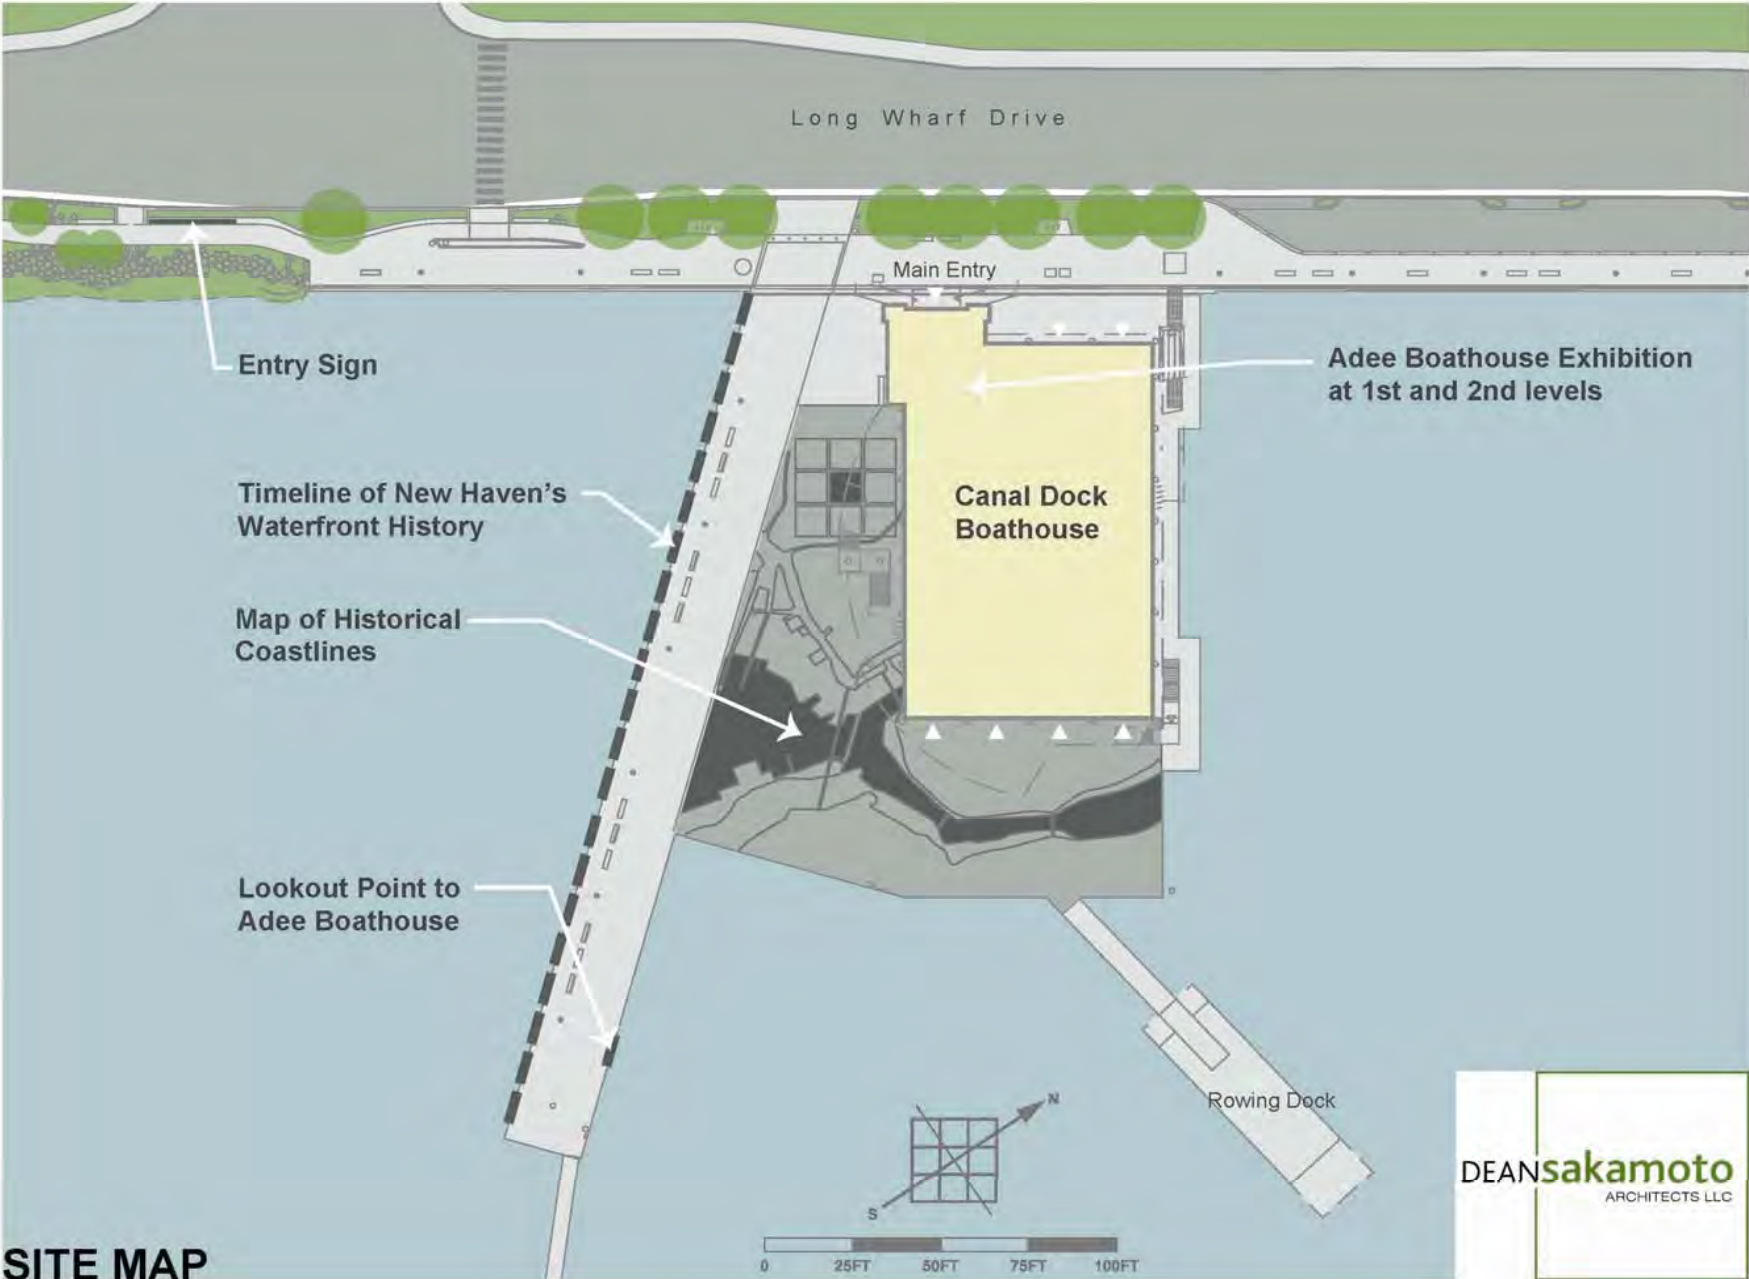 Long Wharf Drive
Main Entry
Entry Sign
Adee Boathouse Exhibition
at 1st and 2nd levels
Timeline of New Haven's
Waterfront History
Canal Dock
Boathouse
Map of Historical
Coastlines
Lookout Point to
Adee Boathouse
Rowing Dock
N
S
0 25FT 50FT 75FT 100FT
DEANsakamoto
ARCHITECTS LLC
SITE MAP